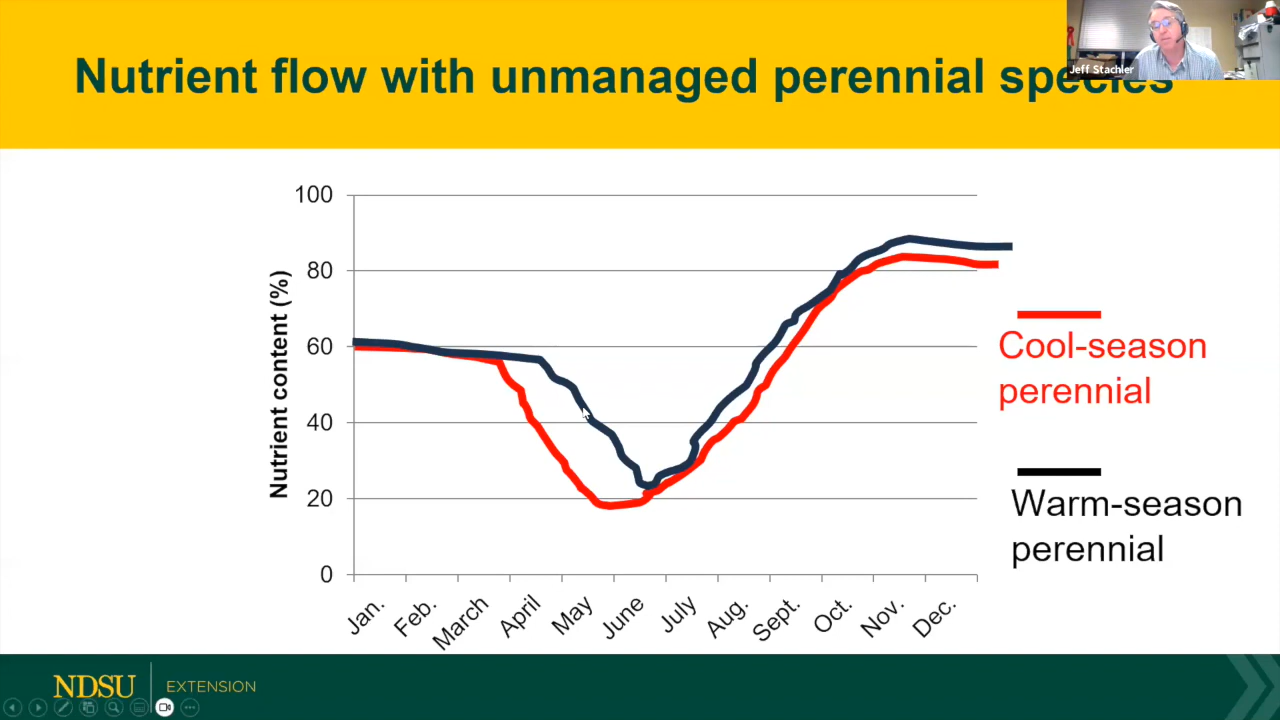 Nutrient flow with unmanaged perennial species
Jeff Stachler
100
80
60
40
20
0
Nutrient content (%)
Jan.
Feb.
March
April
May
June
July
Aug.
Sept.
Oct.
Nov.
Dec.
Cool-season
perennial
Warm-season
perennial
NDSU
EXTENSION